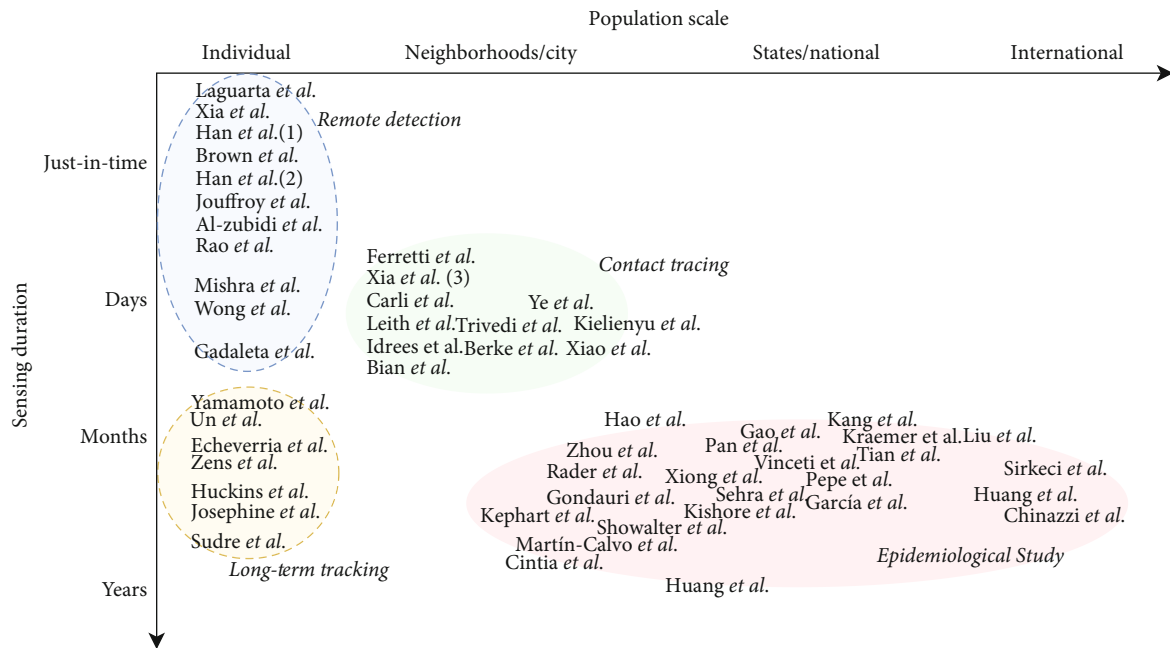 Population scale
Individual
Neighborhoods/city
States/national
International
Sensing duration
Just-in-time
Days
Months
Years
Laguarta et al.
Xia et al.
Han et al.(1)
Brown et al.
Han et al.(2)
Jouffroy et al.
Al-zubidi et al.
Rao et al.
Mishra et al.
Wong et al.
Gadaleta et al.
Remote detection
Ferretti et al.
Xia et al. (3)
Carli et al.
Ye et al.
Leith et al.
Trivedi et al.
Kielienyu et al.
Idrees et al.
Berke et al.
Xiao et al.
Bian et al.
Contact tracing
Yamamoto et al.
Un et al.
Echeverria et al.
Zens et al.
Huckins et al.
Josephine et al.
Sudre et al.
Long-term tracking
Hao et al.
Kang et al.
Gao et al.
Kraemer et al.
Liu et al.
Zhou et al.
Pan et al.
Tian et al.
Vinceti et al.
Rader et al.
Xiong et al.
Pepe et al.
Sirkeci et al.
Gondauri et al.
Sehra et al.
García et al.
Huang et al.
Kephart et al.
Kishore et al.
Chinazzi et al.
Showalter et al.
Martín-Calvo et al.
Cintia et al.
Epidemiological Study
Huang et al.